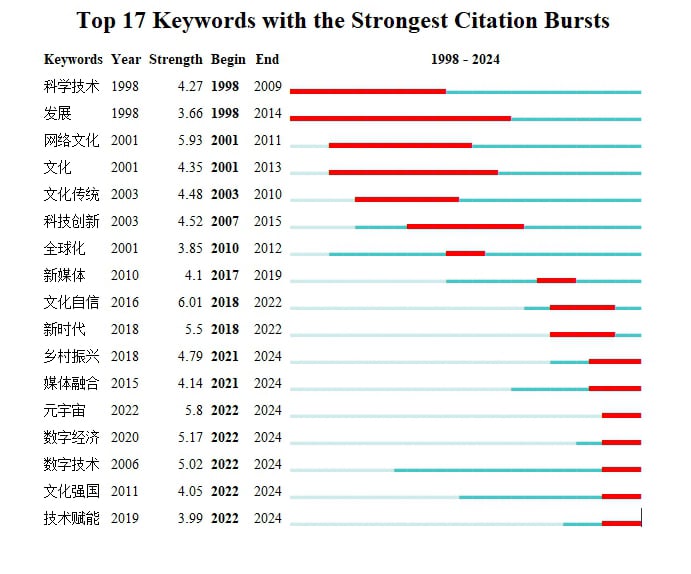 Top 17 Keywords with the Strongest Citation Bursts
Keywords Year Strength Begin End 1998 - 2024
科学技术 1998 4.27 1998 2009
发展 1998 3.66 1998 2014
网络文化 2001 5.93 2001 2011
文化 2001 4.35 2001 2013
文化传统 2003 4.48 2003 2010
科技创新 2003 4.52 2007 2015
全球化 2001 3.85 2010 2012
新媒体 2010 4.1 2017 2019
文化自信 2016 6.01 2018 2022
新时代 2018 5.5 2018 2022
乡村振兴 2018 4.79 2021 2024
媒体融合 2015 4.14 2021 2024
元宇宙 2022 5.8 2022 2024
数字经济 2020 5.17 2022 2024
数字技术 2006 5.02 2022 2024
文化强国 2011 4.05 2022 2024
技术赋能 2019 3.99 2022 2024